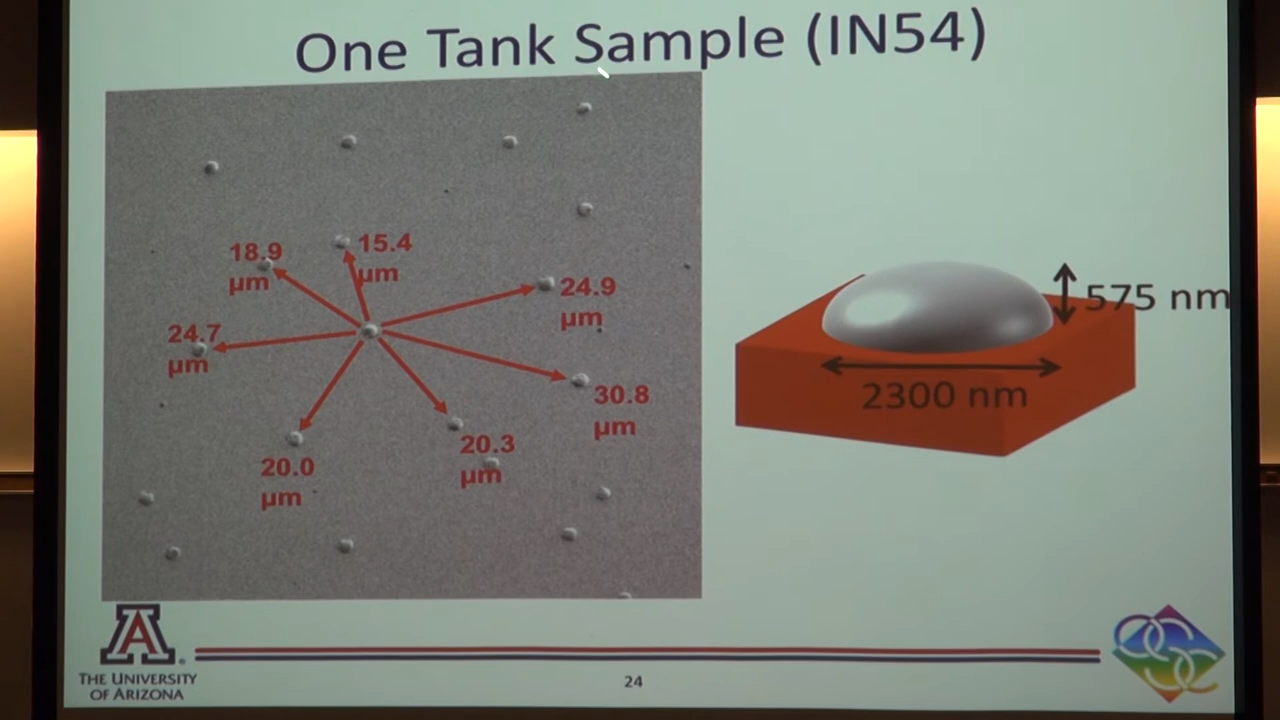 One Tank Sample (IN54)
18.9
µm
15.4
µm
24.9
µm
24.7
µm
30.8
µm
20.3
µm
20.0
µm
575 nm
2300 nm
A
THE UNIVERSITY
OF ARIZONA
24
OSC